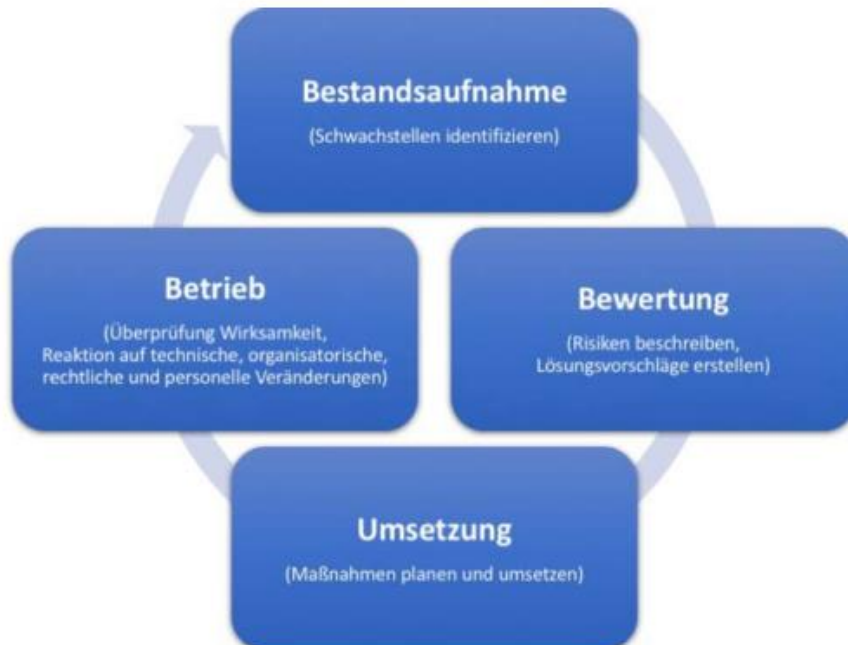 Bestandsaufnahme
(Schwachstellen identifizieren)
Betrieb
(Überprüfung Wirksamkeit,
Reaktion auf technische, organisatorische,
rechtliche und personelle Veränderungen)
Bewertung
(Risiken beschreiben,
Lösungsvorschläge erstellen)
Umsetzung
(Maßnahmen planen und umsetzen)